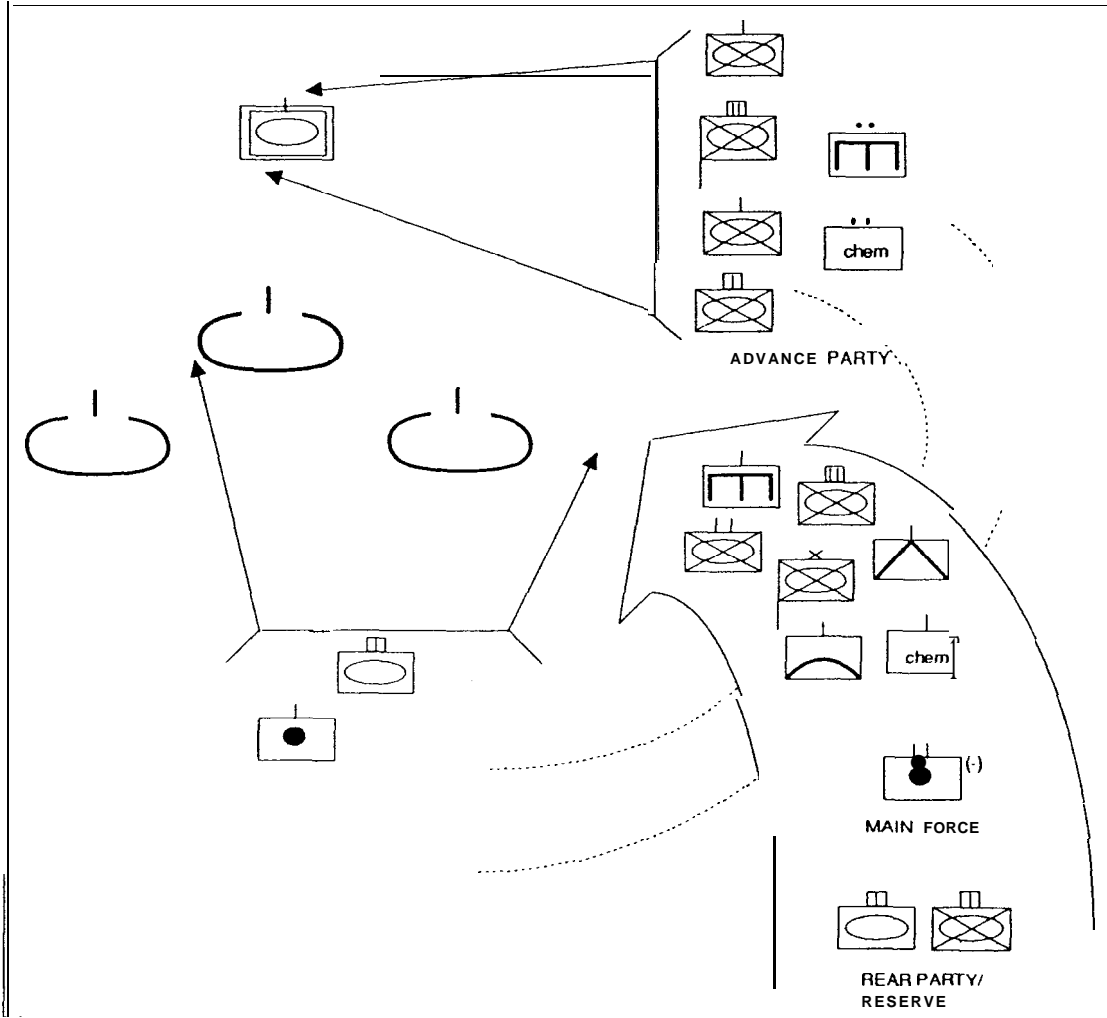 chem
ADVANCE PARTY
chem
(-)
MAIN FORCE
REAR PARTY/
RESERVE